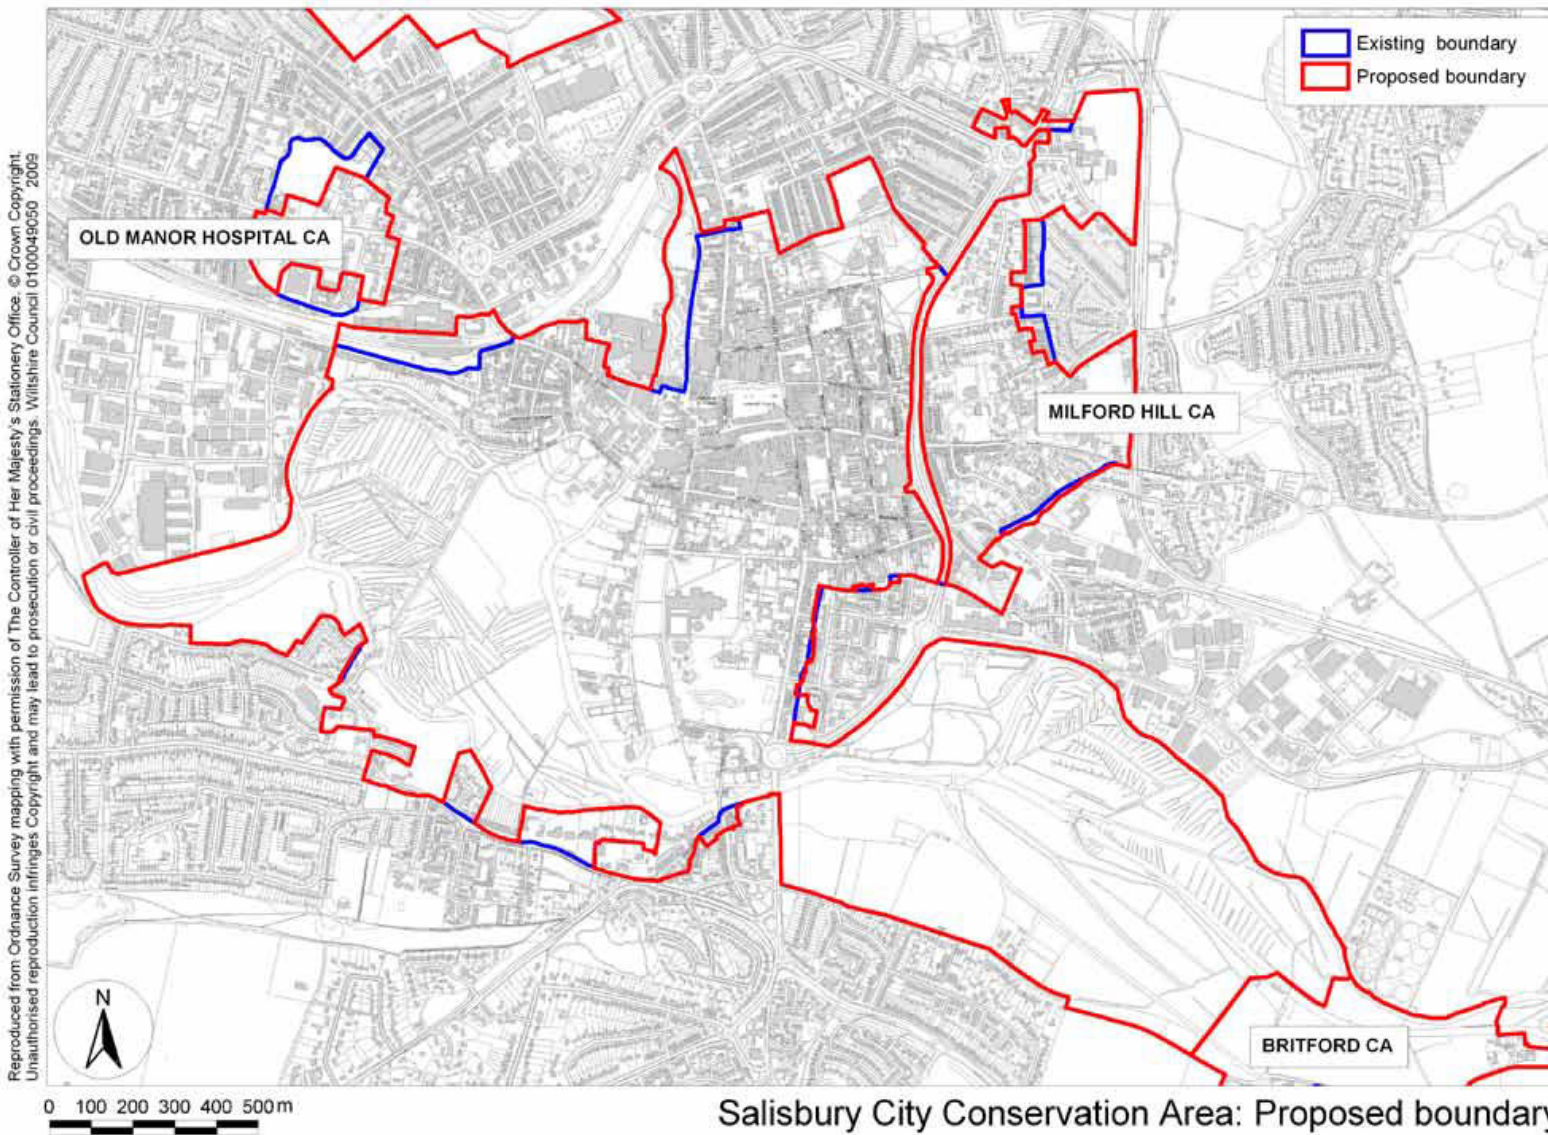 Existing boundary
Proposed boundary
OLD MANOR HOSPITAL CA
MILFORD HILL CA
BRITFORD CA
N
0 100 200 300 400 500 m
Salisbury City Conservation Area: Proposed boundary
Reproduced from Ordnance Survey mapping with permission of The Controller of Her Majesty's Stationery Office. © Crown Copyright.
Unauthorised reproduction infringes Copyright and may lead to prosecution or civil proceedings. Wiltshire Council 0100049050 2009